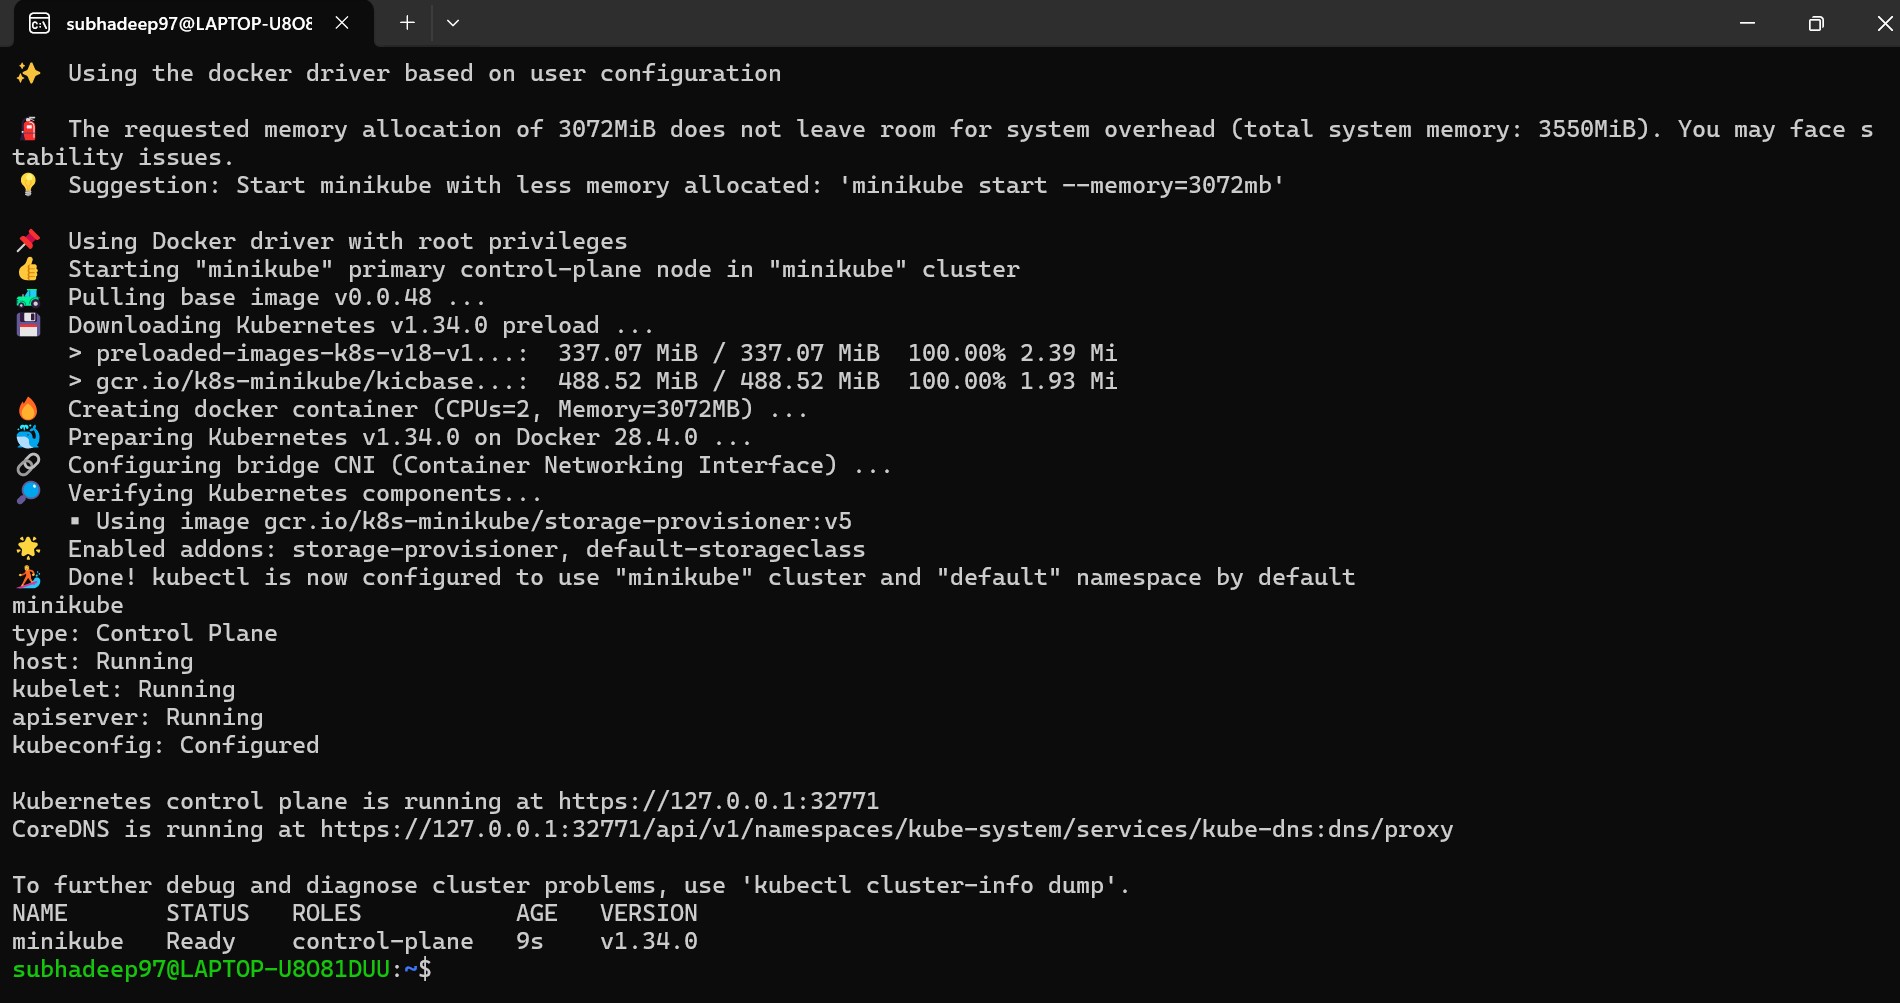 subhadeep97@LAPTOP-U8O8
✨  Using the docker driver based on user configuration
🧯  The requested memory allocation of 3072MiB does not leave room for system overhead (total system memory: 3550MiB). You may face s
tability issues.
💡  Suggestion: Start minikube with less memory allocated: 'minikube start --memory=3072mb'
📌  Using Docker driver with root privileges
👍  Starting "minikube" primary control-plane node in "minikube" cluster
🚜  Pulling base image v0.0.48 ...
💾  Downloading Kubernetes v1.34.0 preload ...
    > preloaded-images-k8s-v18-v1...:  337.07 MiB / 337.07 MiB  100.00% 2.39 Mi
    > gcr.io/k8s-minikube/kicbase...:  488.52 MiB / 488.52 MiB  100.00% 1.93 Mi
🔥  Creating docker container (CPUs=2, Memory=3072MB) ...
🐳  Preparing Kubernetes v1.34.0 on Docker 28.4.0 ...
🔗  Configuring bridge CNI (Container Networking Interface) ...
🔎  Verifying Kubernetes components...
    ▪ Using image gcr.io/k8s-minikube/storage-provisioner:v5
🌟  Enabled addons: storage-provisioner, default-storageclass
🏄  Done! kubectl is now configured to use "minikube" cluster and "default" namespace by default
minikube
type: Control Plane
host: Running
kubelet: Running
apiserver: Running
kubeconfig: Configured
Kubernetes control plane is running at https://127.0.0.1:32771
CoreDNS is running at https://127.0.0.1:32771/api/v1/namespaces/kube-system/services/kube-dns:dns/proxy
To further debug and diagnose cluster problems, use 'kubectl cluster-info dump'.
NAME       STATUS   ROLES           AGE   VERSION
minikube   Ready    control-plane   9s    v1.34.0
subhadeep97@LAPTOP-U8O81DUU:~$